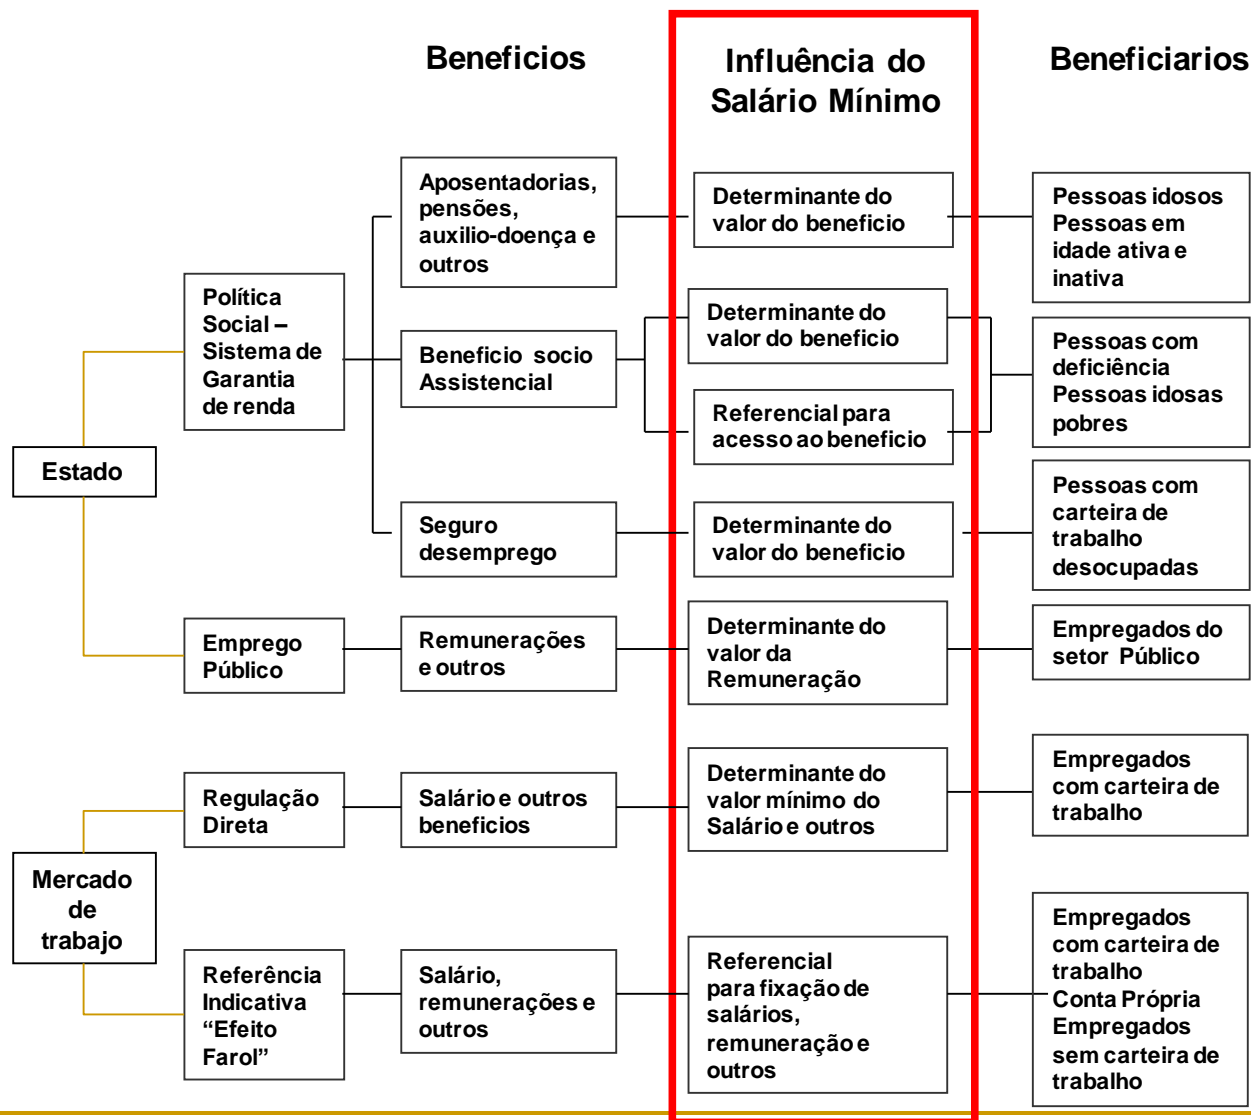 Beneficios
Influência do
Salário Mínimo
Beneficiarios
Estado
Política
Social –
Sistema de
Garantia
de renda
Aposentadorias,
pensões,
auxilio-doença e
outros
Determinante do
valor do beneficio
Pessoas idosos
Pessoas em
idade ativa e
inativa
Beneficio socio
Assistencial
Determinante do
valor do beneficio
Referencial para
acesso ao beneficio
Pessoas com
deficiência
Pessoas idosas
pobres
Seguro
desemprego
Determinante do
valor do beneficio
Pessoas com
carteira de
trabalho
desocupadas
Emprego
Público
Remunerações
e outros
Determinante do
valor da
Remuneração
Empregados do
setor Público
Mercado
de
trabajo
Regulação
Direta
Salário e outros
beneficios
Determinante do
valor mínimo do
Salário e outros
Empregados
com carteira de
trabalho
Referência
Indicativa
“Efeito
Farol”
Salário,
remunerações e
outros
Referencial
para fixação de
salários,
remuneração e
outros
Empregados
com carteira de
trabalho
Conta Própria
Empregados
sem carteira de
trabalho